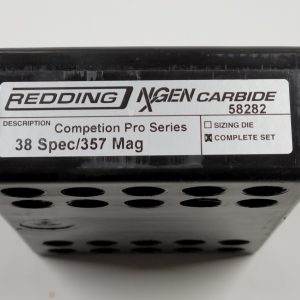 REDDING NXGEN CARBIDE
58282
DESCRIPTION Competion Pro Series
38 Spec/357 Mag
SIZING DIE
COMPLETE SET